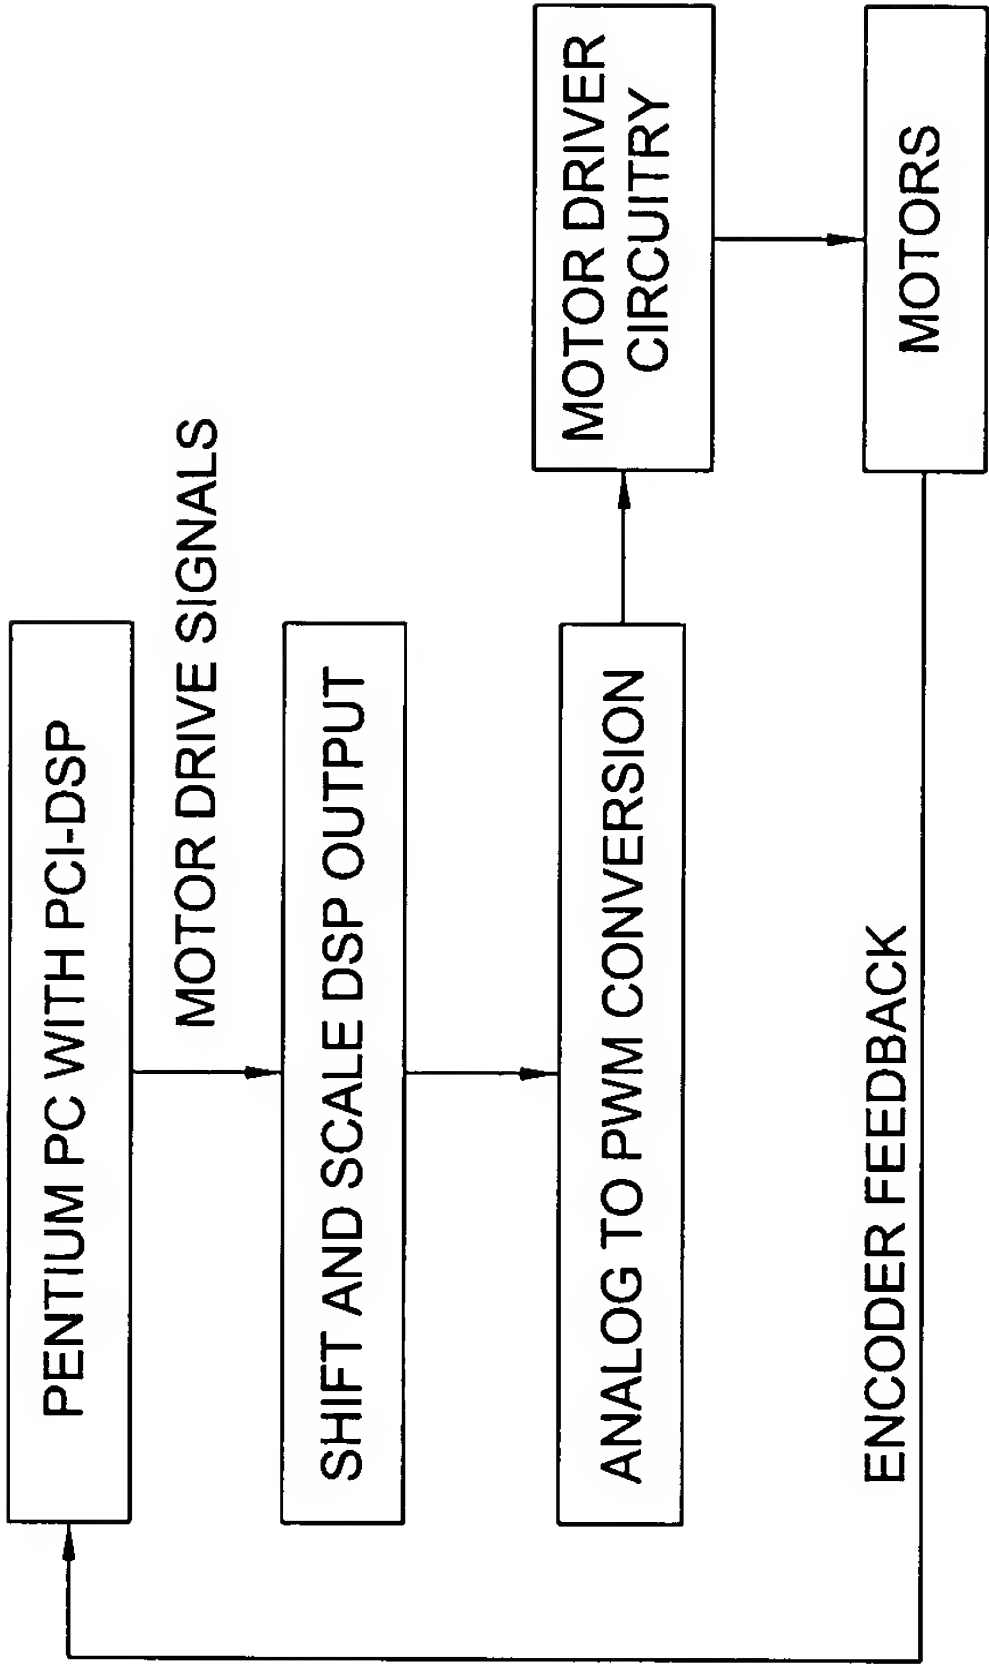 PENTIUM PC WITH PCI-DSP
MOTOR DRIVE SIGNALS
SHIFT AND SCALE DSP OUTPUT
ANALOG TO PWM CONVERSION
MOTOR DRIVER
CIRCUITRY
MOTORS
ENCODER FEEDBACK